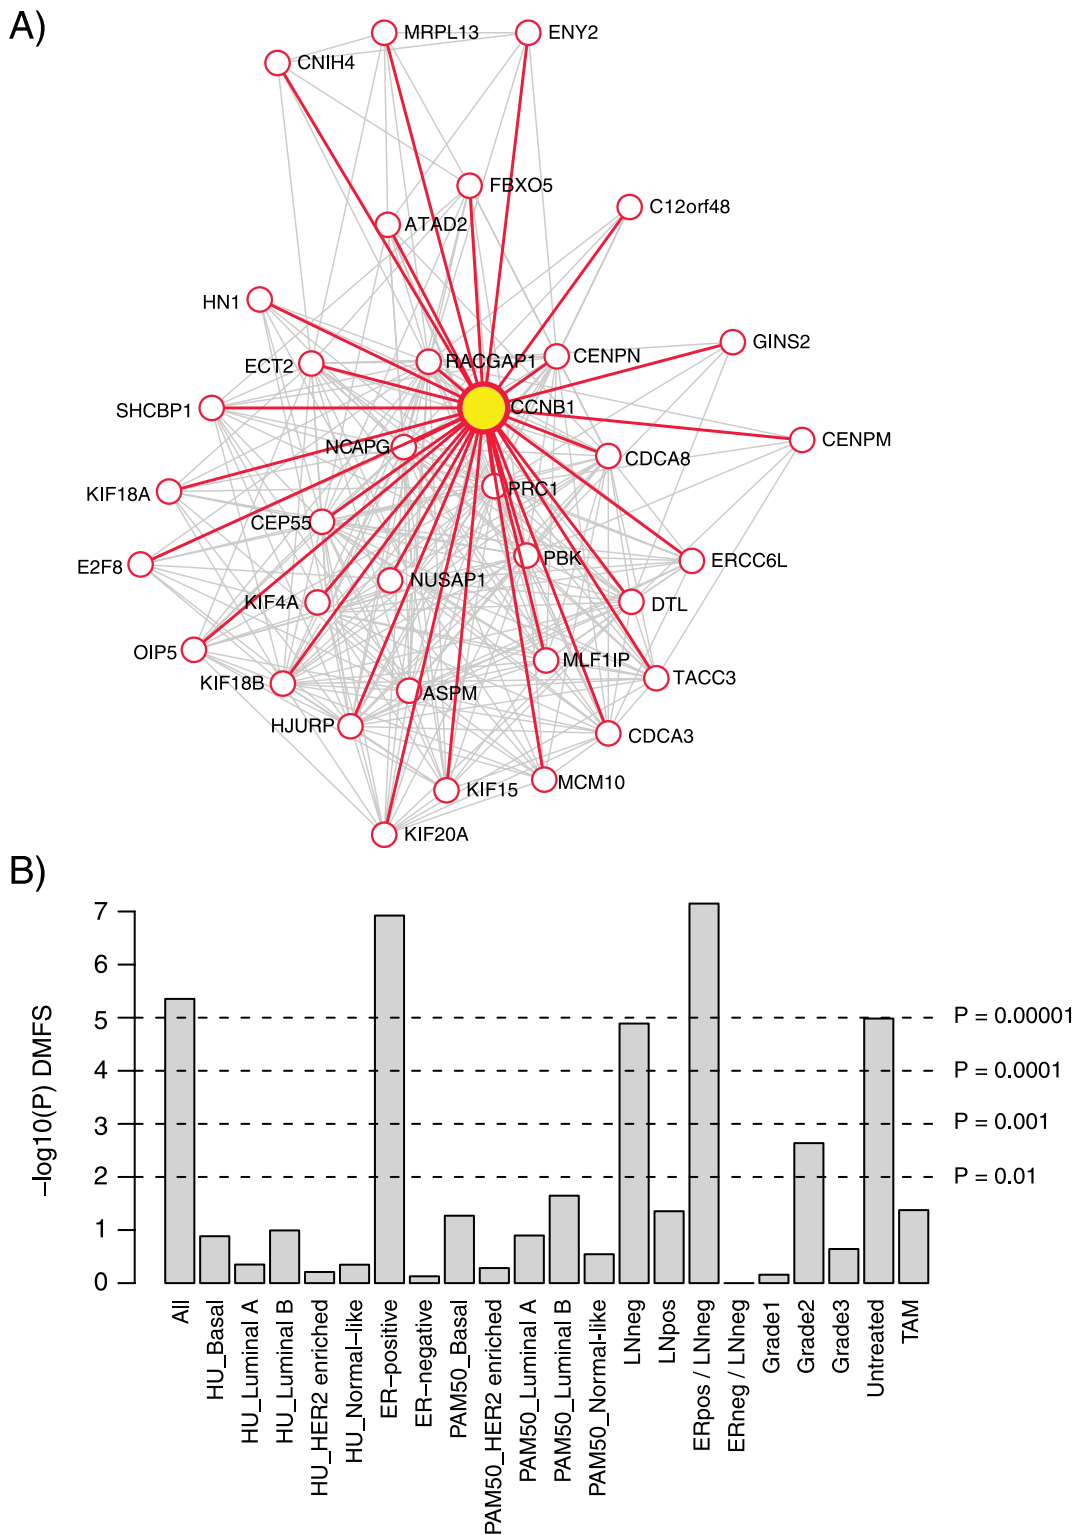 A)
MRPL13
ENY2
CNIH4
FBXO5
C12orf48
ATAD2
HN1
GINS2
RACGAP1
CENPN
ECT2
SHCBP1
CCNB1
CENPM
NCAPG
CDCA8
KIF18A
PRC1
CEP55
PBK
ERCC6L
E2F8
NUSAP1
KIF4A
DTL
OIP5
MLF1IP
KIF18B
TACC3
ASPM
HJURP
CDCA3
KIF15
MCM10
KIF20A
B)
−log10(P) DMFS
7
6
5
4
3
2
1
0
P = 0.00001
P = 0.0001
P = 0.001
P = 0.01
All
HU_Basal
HU_Luminal A
HU_Luminal B
HU_HER2 enriched
HU_Normal−like
ER−positive
ER−negative
PAM50_Basal
PAM50_HER2 enriched
PAM50_Luminal A
PAM50_Luminal B
PAM50_Normal-like
LNneg
LNpos
ERpos / LNneg
ERneg / LNneg
Grade1
Grade2
Grade3
Untreated
TAM